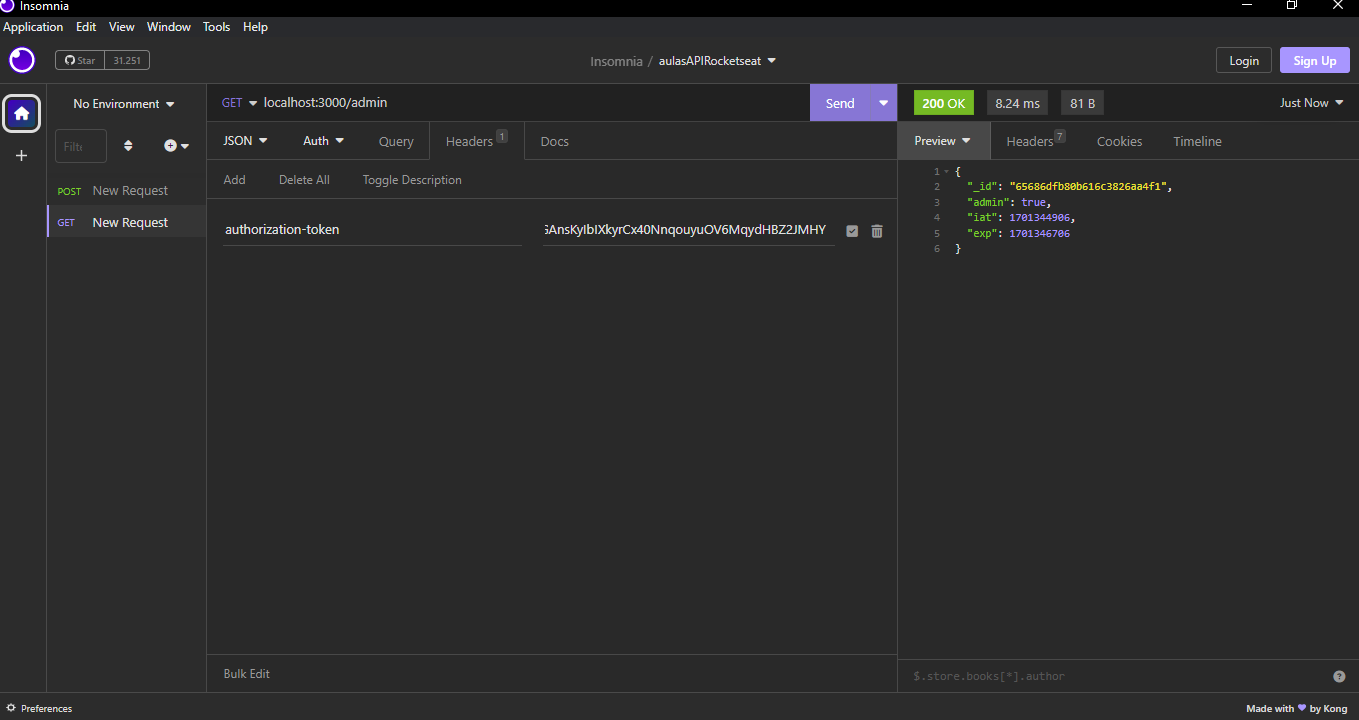 Insomnia
Application Edit View Window Tools Help
Star 31.251 Insomnia / aulasAPIRocketseat Login Sign Up
No Environment GET localhost:3000/admin Send 200 OK 8.24 ms 81 B Just Now
Filt JSON Auth Query Headers 1 Docs Preview Headers 7 Cookies Timeline
Add Delete All Toggle Description
POST New Request
GET New Request
authorization-token GAnsKyIbIXkyrCx40NnqouyuOV6MqydHBZ2JMHY
1 {
2 "_id": "65686dfb80b616c3826aa4f1",
3 "admin": true,
4 "iat": 1701344906,
5 "exp": 1701346706
6 }
Bulk Edit $.store.books[*].author
Preferences Made with by Kong